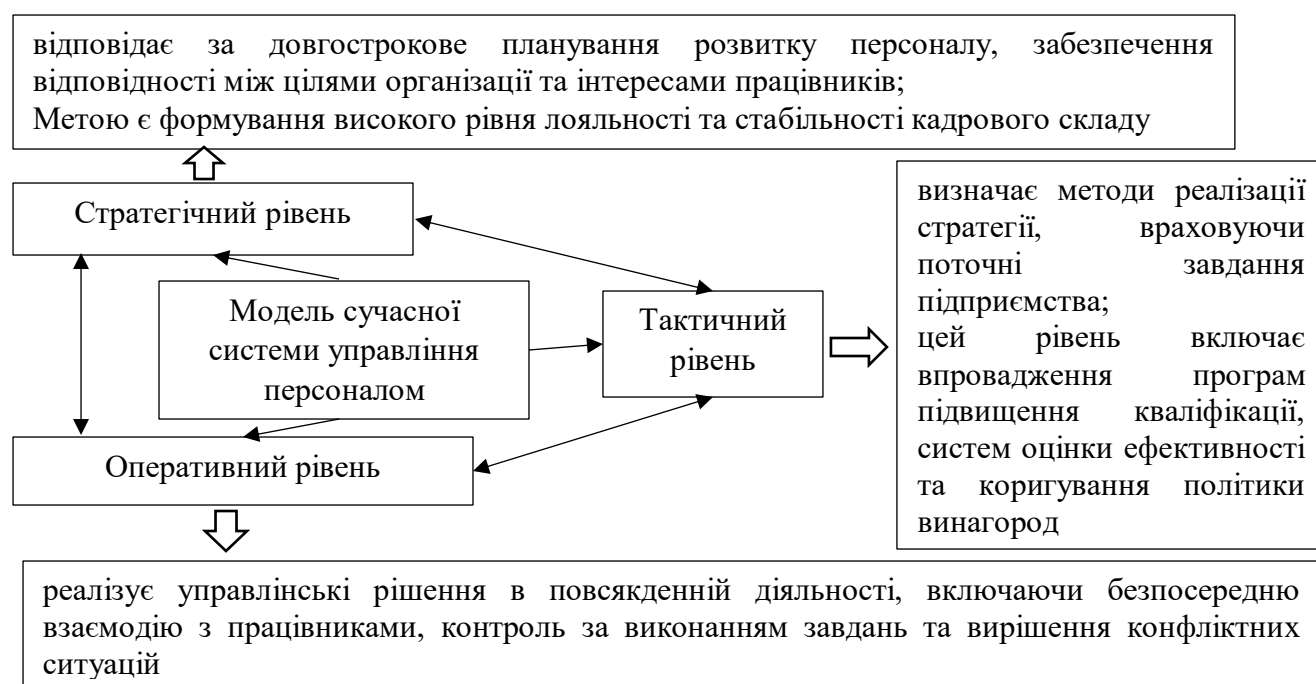 відповідає за довгострокове планування розвитку персоналу, забезпечення
відповідності між цілями організації та інтересами працівників;
Метою є формування високого рівня лояльності та стабільності кадрового складу
Стратегічний рівень
Модель сучасної
системи управління
персоналом
Тактичний
рівень
визначає методи реалізації
стратегії, враховуючи
поточні завдання
підприємства;
цей рівень включає
впровадження програм
підвищення кваліфікації,
систем оцінки ефективності
та коригування політики
винагород
Оперативний рівень
реалізує управлінські рішення в повсякденній діяльності, включаючи безпосередню
взаємодію з працівниками, контроль за виконанням завдань та вирішення конфліктних
ситуацій